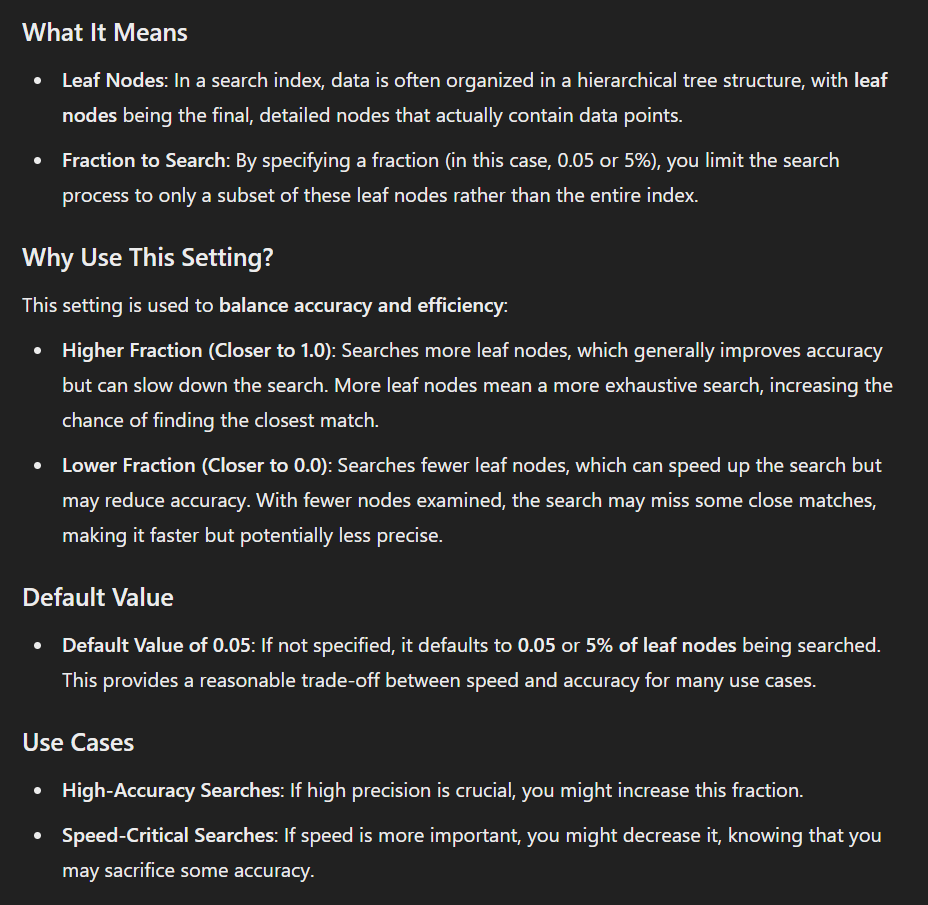 What It Means
• Leaf Nodes: In a search index, data is often organized in a hierarchical tree structure, with leaf
nodes being the final, detailed nodes that actually contain data points.
• Fraction to Search: By specifying a fraction (in this case, 0.05 or 5%), you limit the search
process to only a subset of these leaf nodes rather than the entire index.
Why Use This Setting?
This setting is used to balance accuracy and efficiency:
• Higher Fraction (Closer to 1.0): Searches more leaf nodes, which generally improves accuracy
but can slow down the search. More leaf nodes mean a more exhaustive search, increasing the
chance of finding the closest match.
• Lower Fraction (Closer to 0.0): Searches fewer leaf nodes, which can speed up the search but
may reduce accuracy. With fewer nodes examined, the search may miss some close matches,
making it faster but potentially less precise.
Default Value
• Default Value of 0.05: If not specified, it defaults to 0.05 or 5% of leaf nodes being searched.
This provides a reasonable trade-off between speed and accuracy for many use cases.
Use Cases
• High-Accuracy Searches: If high precision is crucial, you might increase this fraction.
• Speed-Critical Searches: If speed is more important, you might decrease it, knowing that you
may sacrifice some accuracy.